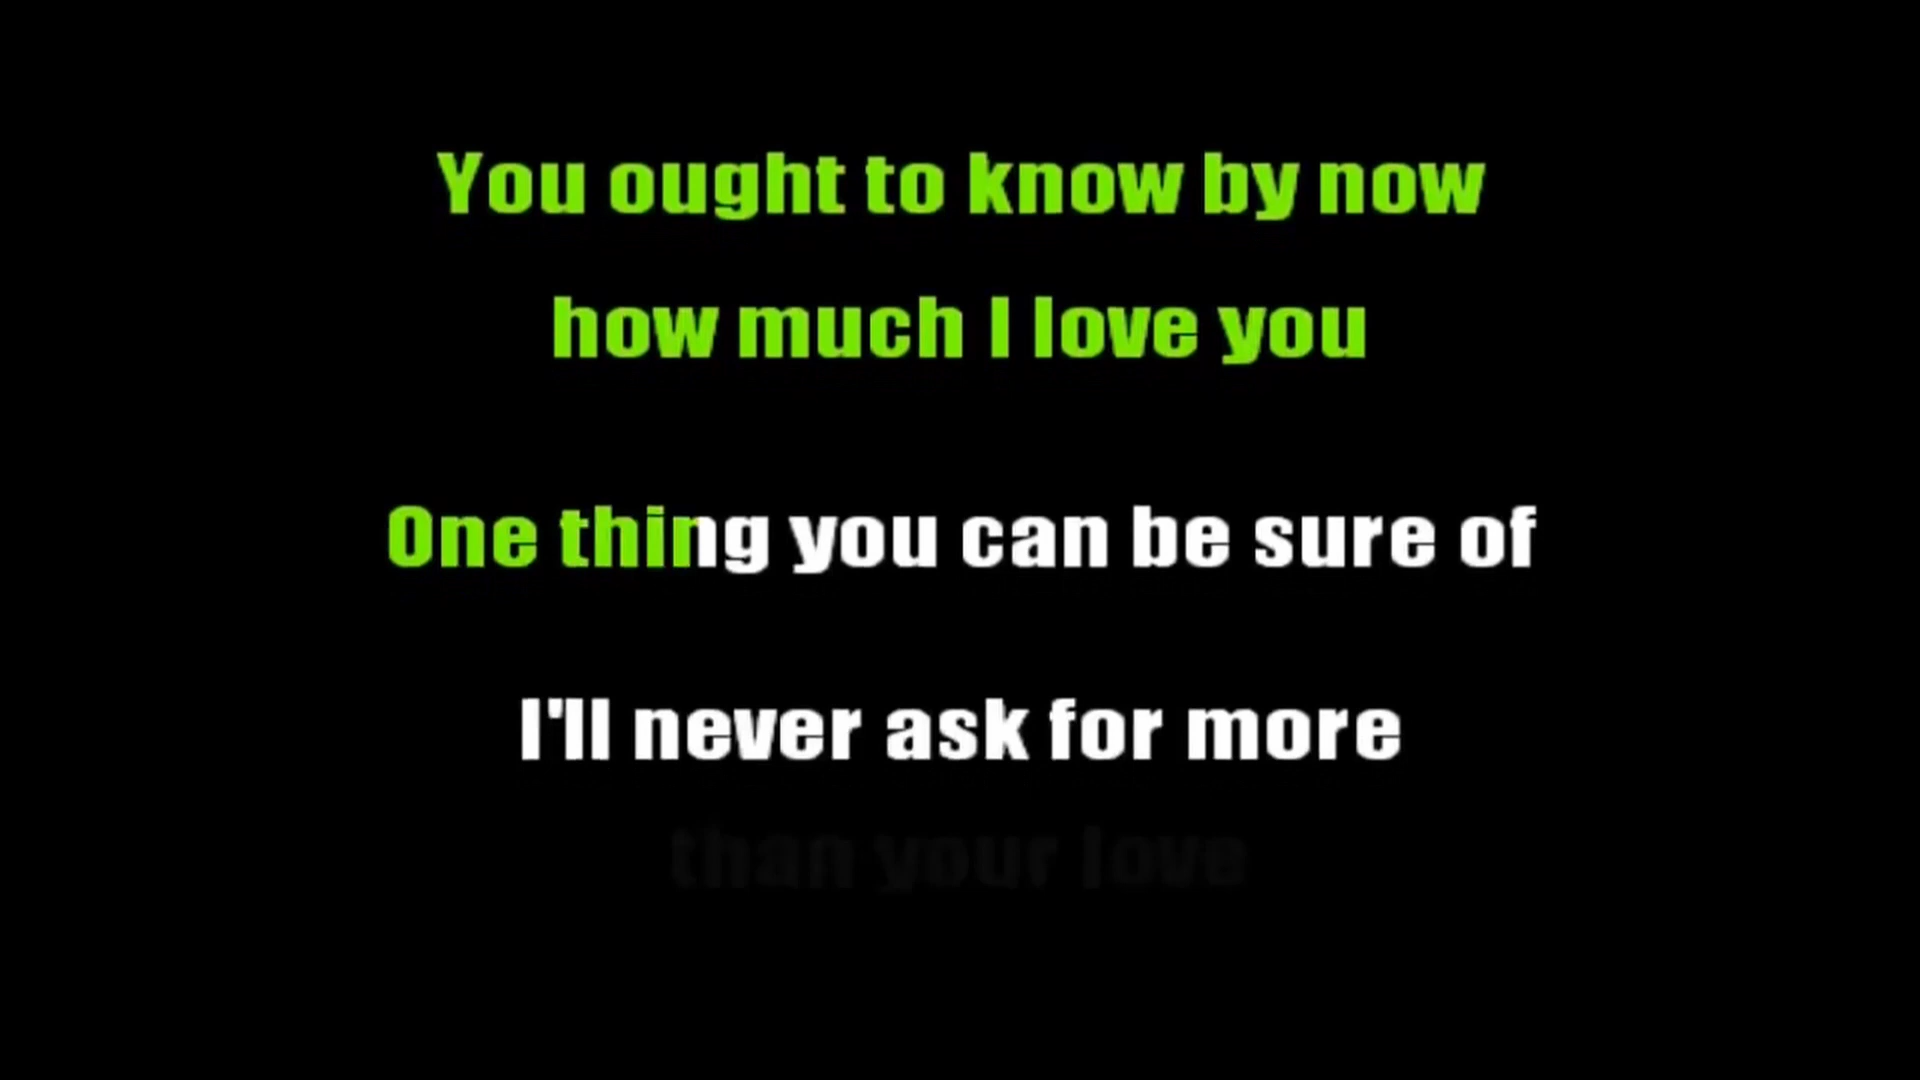 You ought to know by now
how much I love you
One thing you can be sure of
I'll never ask for more
than your love